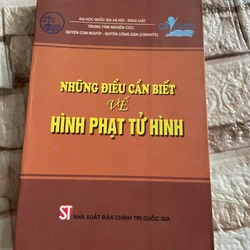 ĐẠI HỌC QUỐC GIA HÀ NỘI - KHOA LUẬT
TRUNG TÂM NGHIÊN CỨU
QUYỀN CON NGƯỜI - QUYỀN CÔNG DÂN (CRIGHTS)
NHỮNG ĐIỀU CẦN BIẾT
VỀ
HÌNH PHẠT TỬ HÌNH
ST NHÀ XUẤT BẢN CHÍNH TRỊ QUỐC GIA